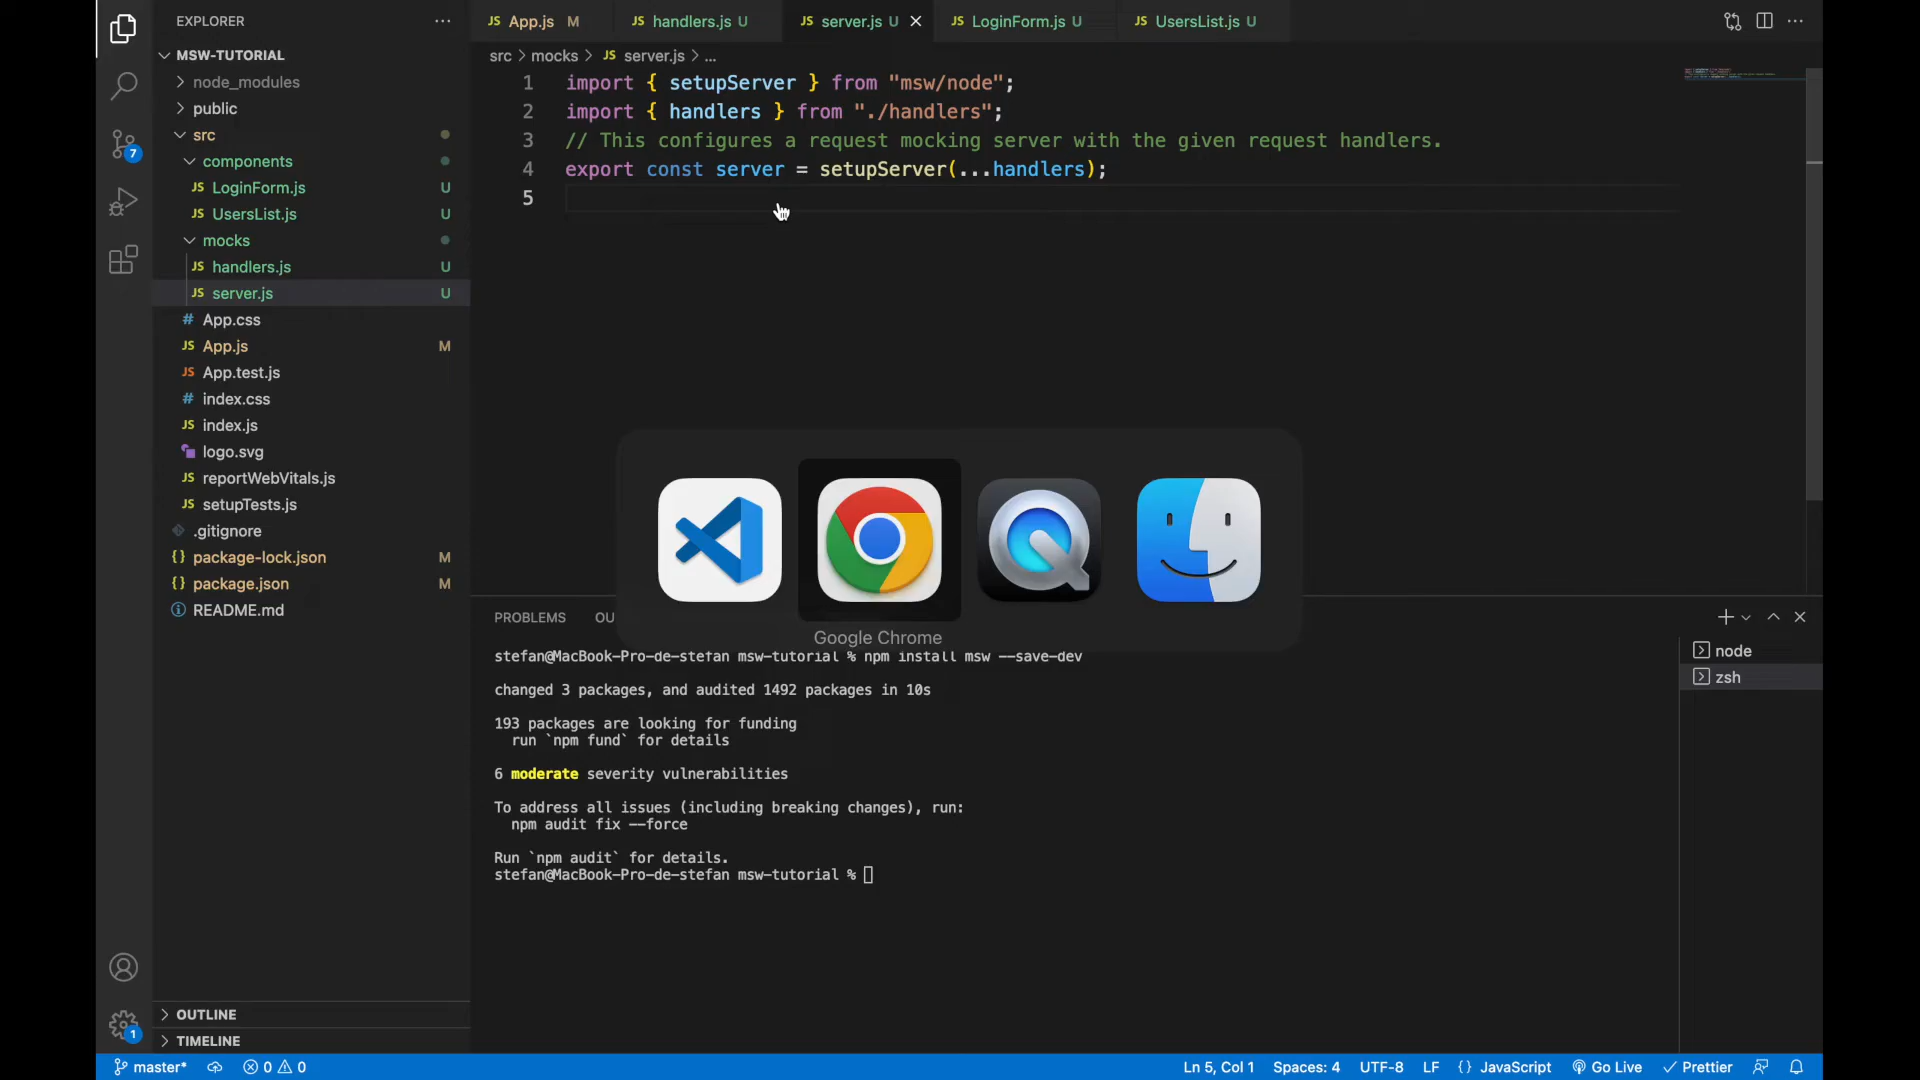 EXPLORER
MSW-TUTORIAL
node_modules
public
src
components
JS LoginForm.js U
JS UsersList.js U
mocks
JS handlers.js U
JS server.js U
# App.css
JS App.js M
JS App.test.js
# index.css
JS index.js
logo.svg
JS reportWebVitals.js
JS setupTests.js
.gitignore
{} package-lock.json M
{} package.json M
README.md
OUTLINE
TIMELINE
7
1
JS App.js M
JS handlers.js U
JS server.js U
JS LoginForm.js U
JS UsersList.js U
src > mocks > JS server.js > ...
1 import { setupServer } from "msw/node";
2 import { handlers } from "./handlers";
3 // This configures a request mocking server with the given request handlers.
4 export const server = setupServer(...handlers);
5
Google Chrome
PROBLEMS OU
node
zsh
stefan@MacBook-Pro-de-stefan msw-tutorial % npm install msw --save-dev
changed 3 packages, and audited 1492 packages in 10s
193 packages are looking for funding
run `npm fund` for details
6 moderate severity vulnerabilities
To address all issues (including breaking changes), run:
npm audit fix --force
Run `npm audit` for details.
stefan@MacBook-Pro-de-stefan msw-tutorial %
master* 0 0 Ln 5, Col 1 Spaces: 4 UTF-8 LF {} JavaScript Go Live Prettier